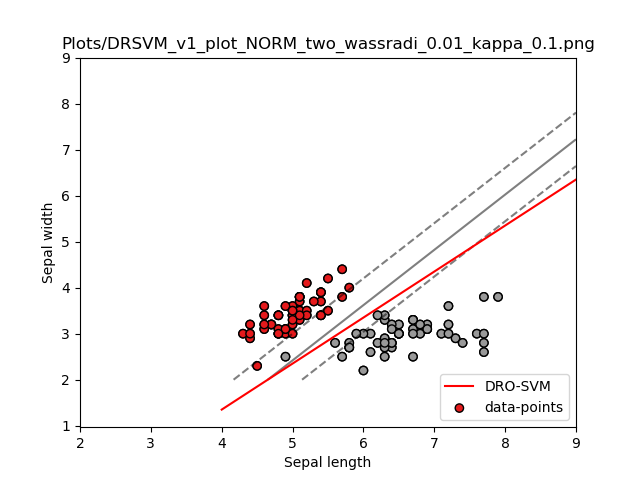 Plots/DRSVM_v1_plot_NORM_two_wassradi_0.01_kappa_0.1.png
9
8
7
6
5
4
3
2
1
Sepal width
2 3 4 5 6 7 8 9
Sepal length
DRO-SVM
data-points